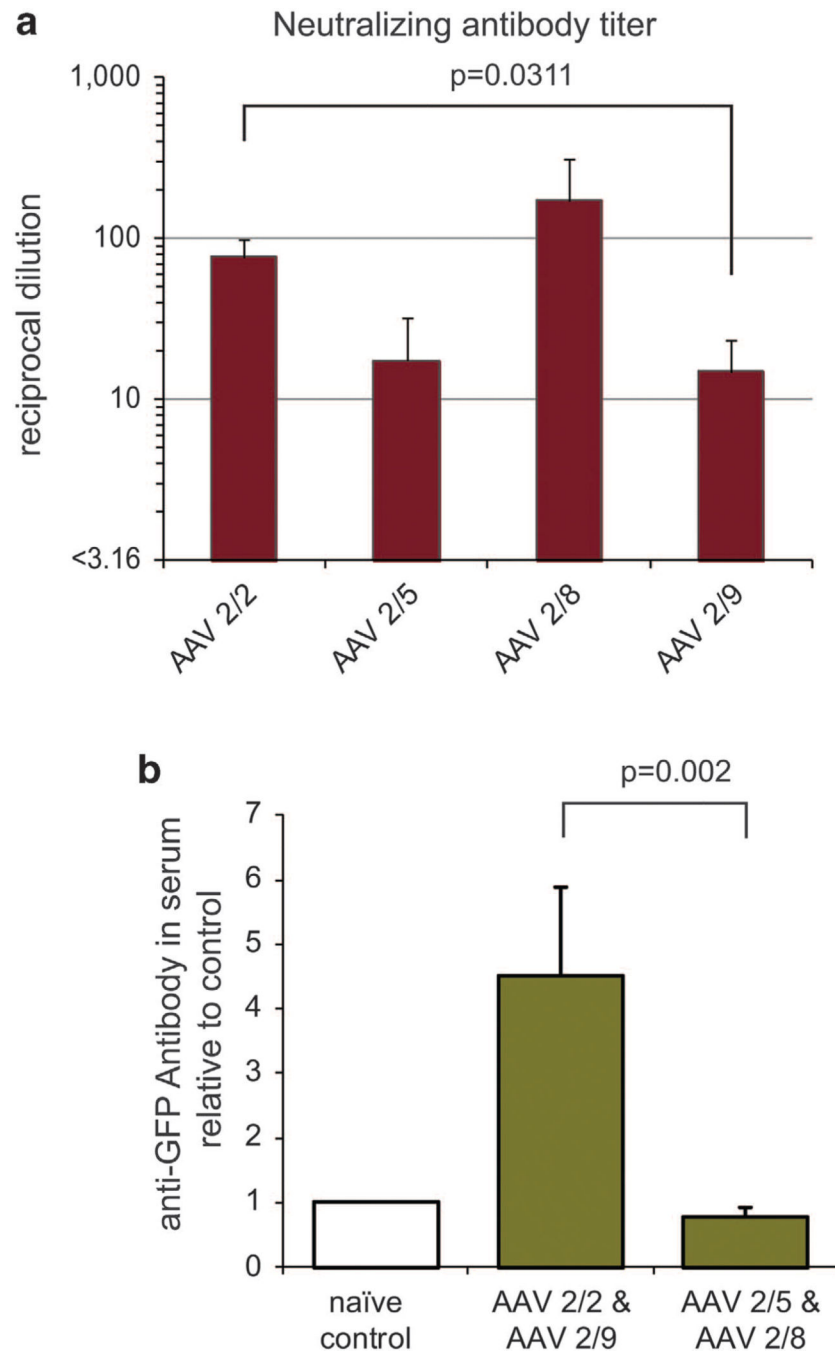 a
Neutralizing antibody titer
1,000
p=0.0311
100
reciprocal dilution
10
<3.16
AAV 2/2
AAV 2/5
AAV 2/8
AAV 2/9
b
p=0.002
7
6
5
4
3
2
1
0
anti-GFP Antibody in serum
relative to control
naïve
control
AAV 2/2 &
AAV 2/9
AAV 2/5 &
AAV 2/8